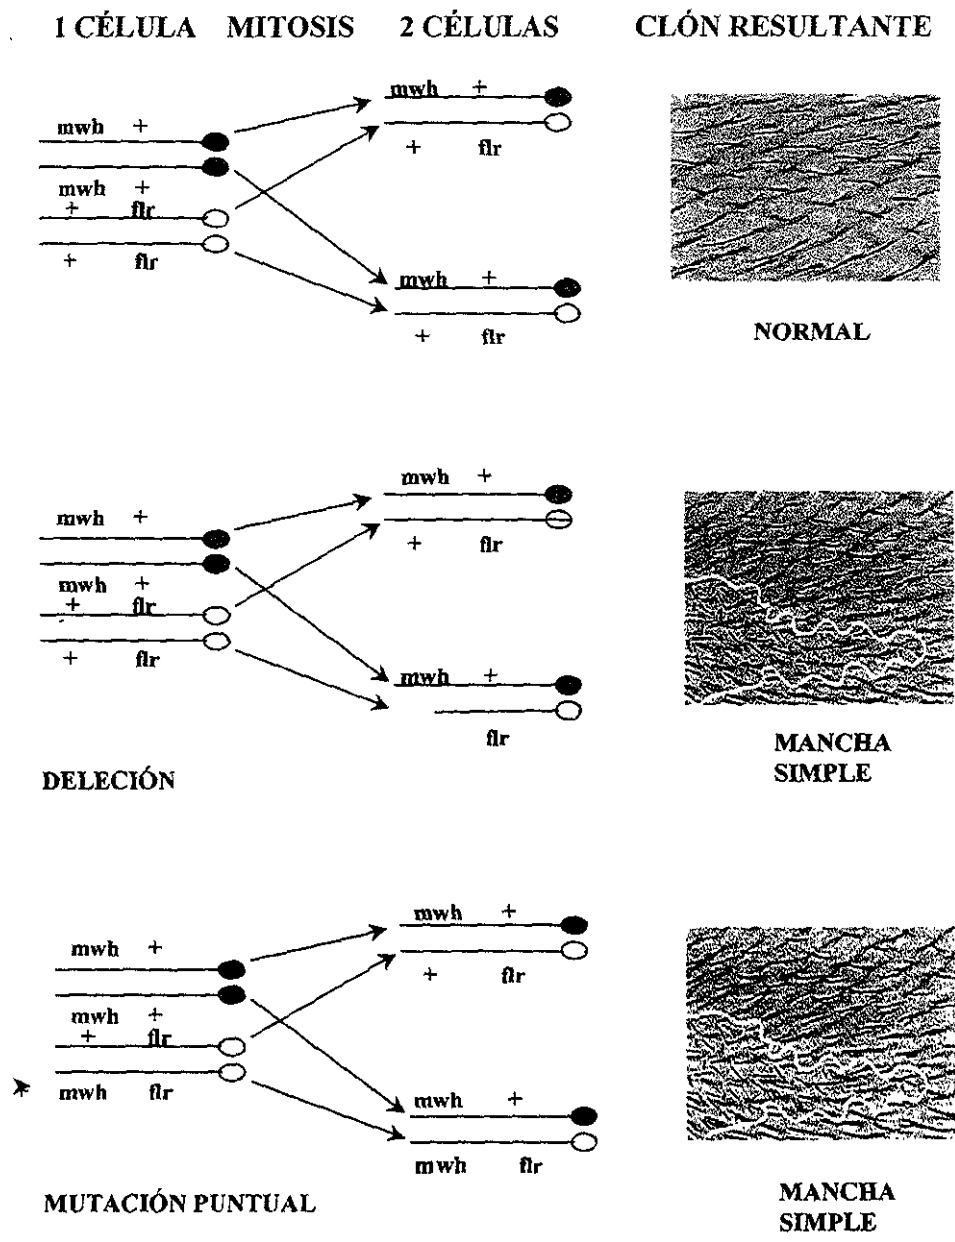 1 CÉLULA MITOSIS 2 CÉLULAS CLÓN RESULTANTE
mwh +
mwh +
+ flr
+ flr
mwh +
+ flr
mwh +
+ flr
NORMAL
mwh +
mwh +
+ flr
+ flr
mwh +
+ flr
mwh +
flr
DELECIÓN
MANCHA
SIMPLE
mwh +
mwh +
+ flr
mwh flr
mwh +
+ flr
mwh +
mwh flr
MUTACIÓN PUNTUAL
MANCHA
SIMPLE